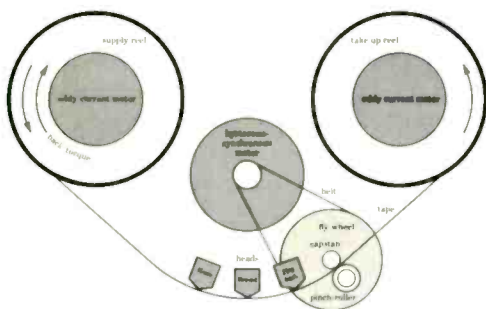 supply reel
take up reel
eddy current motor
eddy current motor
back torque
hysteresis-
synchronous
motor
belt
tape
fly wheel
capstan
heads
pinch roller